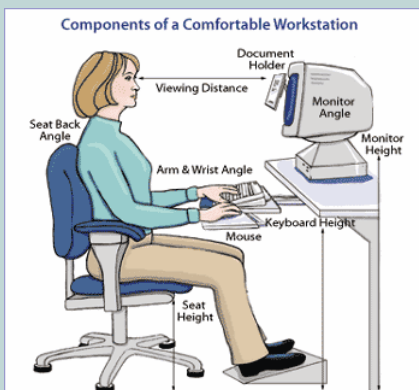 Components of a Comfortable Workstation
Document
Holder
Viewing Distance
Monitor
Angle
Seat Back
Angle
Monitor
Height
Arm & Wrist Angle
Keyboard Height
Mouse
Seat
Height